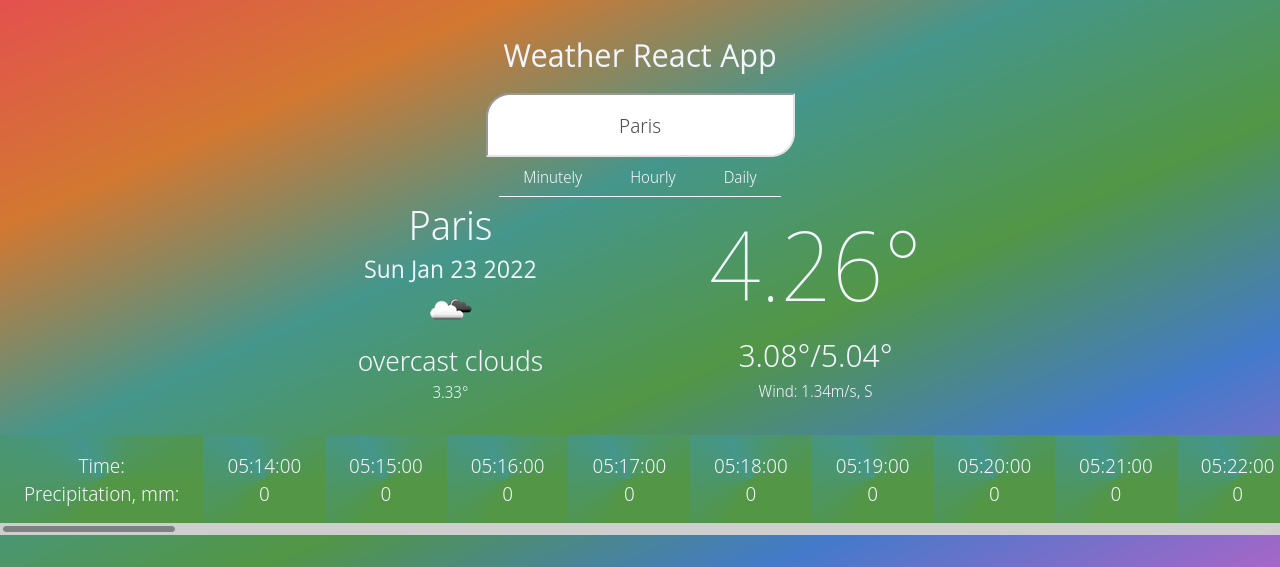 Weather React App
Paris
Minutely Hourly Daily
Paris
Sun Jan 23 2022
overcast clouds
3.33°
4.26°
3.08°/5.04°
Wind: 1.34m/s, S
Time: 05:14:00 05:15:00 05:16:00 05:17:00 05:18:00 05:19:00 05:20:00 05:21:00 05:22:00
Precipitation, mm: 0 0 0 0 0 0 0 0 0